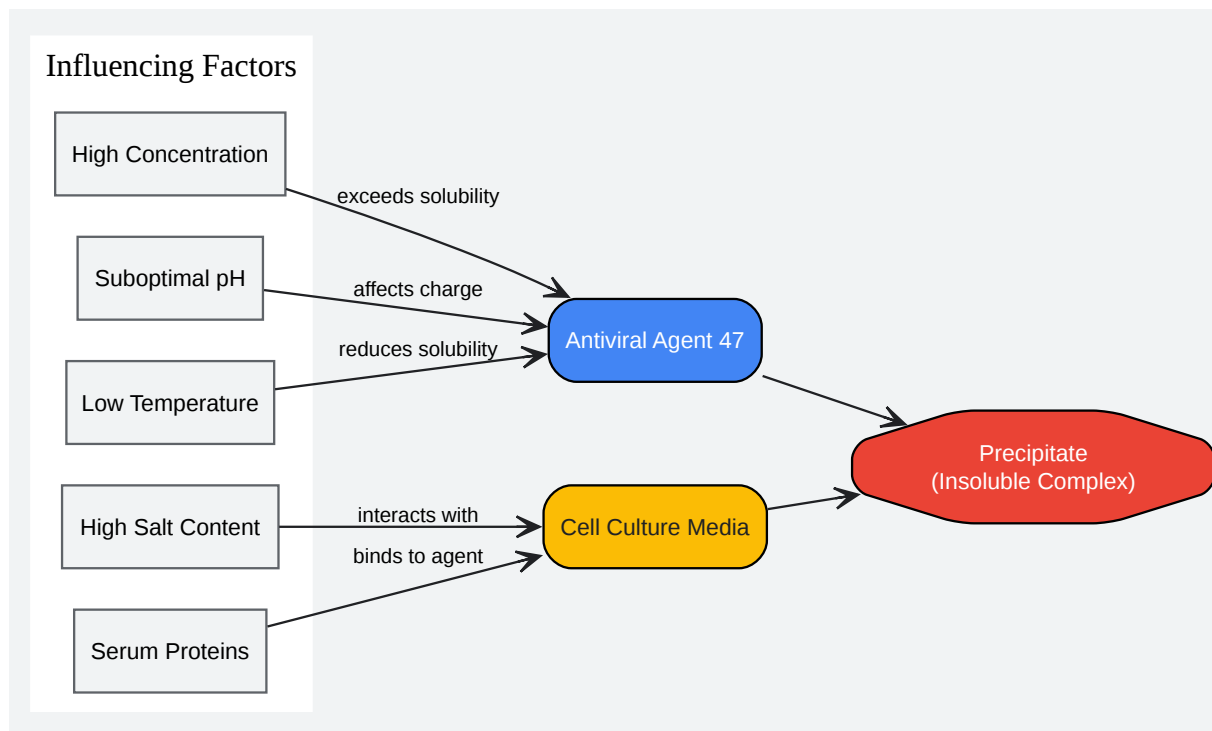 Influencing Factors
High Concentration
exceeds solubility
Suboptimal pH
affects charge
Antiviral Agent 47
reduces solubility
Low Temperature
Precipitate
(Insoluble Complex)
High Salt Content
interacts with
Cell Culture Media
binds to agent
Serum Proteins